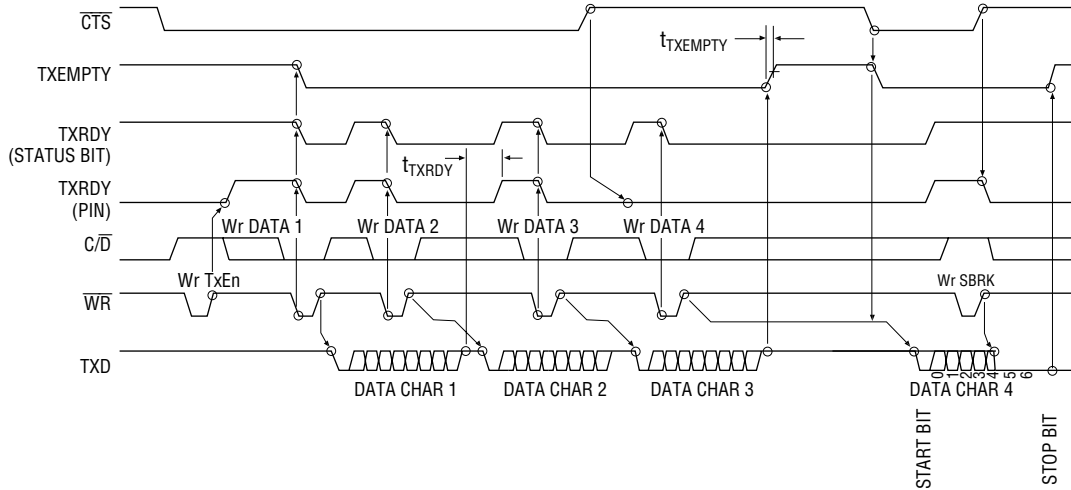 CTS
tTXEMPTY
TXEMPTY
TXRDY
(STATUS BIT)
tTXRDY
TXRDY
(PIN)
Wr DATA 1
Wr DATA 2
Wr DATA 3
Wr DATA 4
C/D
Wr TxEn
Wr SBRK
WR
TXD
DATA CHAR 1
DATA CHAR 2
DATA CHAR 3
DATA CHAR 4
0 1 2 3 4 5 6
START BIT
STOP BIT